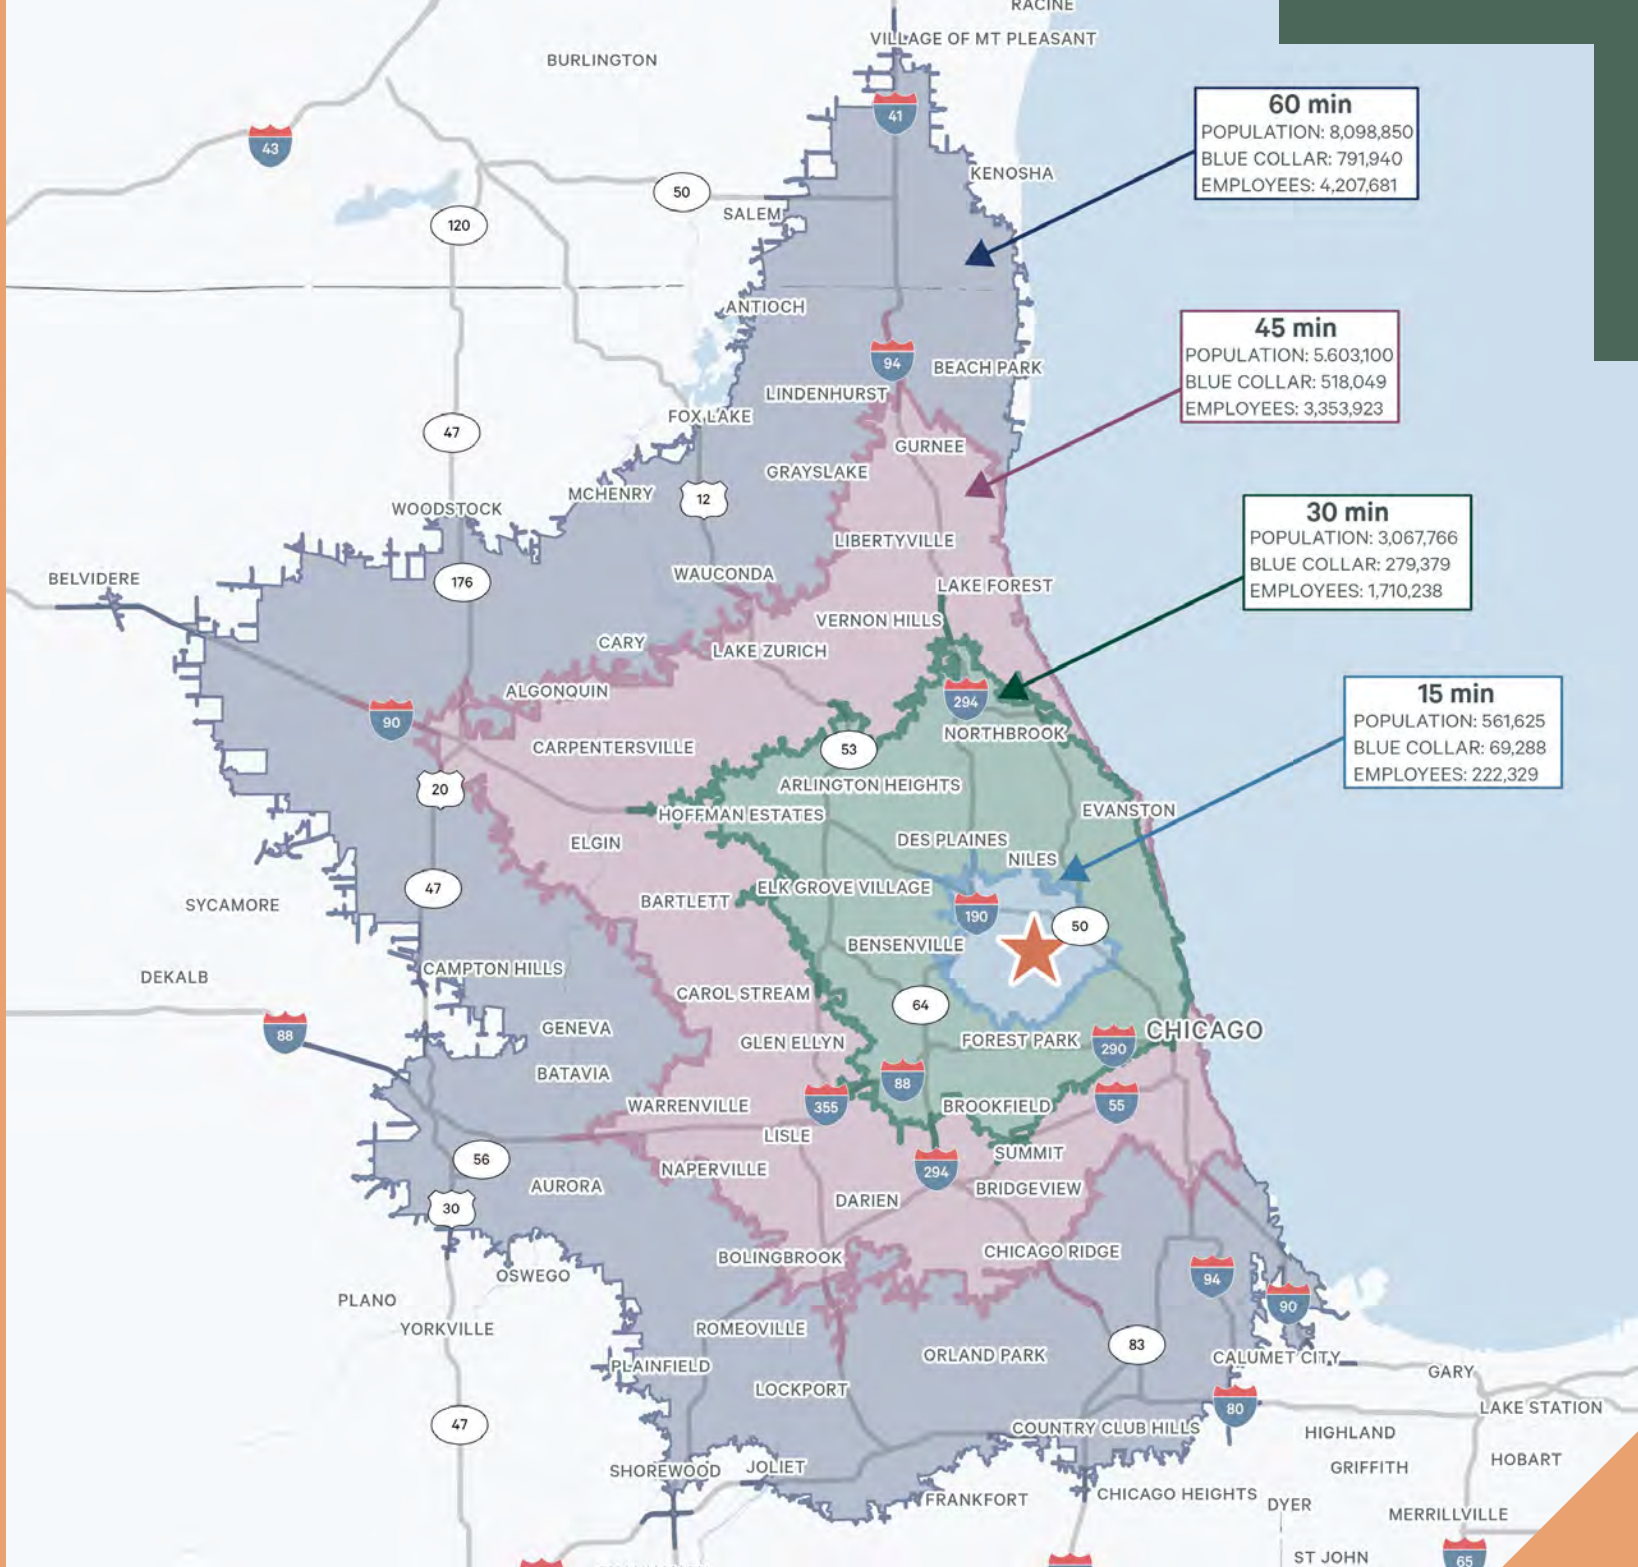 RACINE
VILLAGE OF MT PLEASANT
BURLINGTON
60 min
POPULATION: 8,098,850
BLUE COLLAR: 791,940
EMPLOYEES: 4,207,681
41
43
KENOSHA
50
SALEM
120
ANTIOCH
45 min
POPULATION: 5.603,100
BLUE COLLAR: 518,049
EMPLOYEES: 3,353,923
94
BEACH PARK
LINDENHURST
FOX LAKE
47
GURNEE
GRAYSLAKE
MCHENRY
12
WOODSTOCK
30 min
POPULATION: 3,067,766
BLUE COLLAR: 279,379
EMPLOYEES: 1,710,238
LIBERTYVILLE
BELVIDERE
176
WAUCONDA
LAKE FOREST
VERNON HILLS
CARY
LAKE ZURICH
ALGONQUIN
294
15 min
POPULATION: 561,625
BLUE COLLAR: 69,288
EMPLOYEES: 222,329
90
NORTHBROOK
CARPENTERSVILLE
53
20
ARLINGTON HEIGHTS
HOFFMAN ESTATES
EVANSTON
ELGIN
DES PLAINES
NILES
47
ELK GROVE VILLAGE
SYCAMORE
BARTLETT
190
50
BENSENVILLE
DEKALB
CAMPTON HILLS
CAROL STREAM
64
88
GENEVA
GLEN ELLYN
FOREST PARK
290
CHICAGO
BATAVIA
88
WARRENVILLE
355
BROOKFIELD
55
LISLE
SUMMIT
56
NAPERVILLE
294
AURORA
DARIEN
BRIDGEVIEW
30
BOLINGBROOK
CHICAGO RIDGE
OSWEGO
94
PLANO
90
YORKVILLE
ROMEOVILLE
83
PLAINFIELD
ORLAND PARK
CALUMET CITY
GARY
LOCKPORT
80
LAKE STATION
47
COUNTRY CLUB HILLS
HIGHLAND
SHOREWOOD
JOLIET
GRIFFITH
HOBART
FRANKFORT
CHICAGO HEIGHTS
DYER
MERRILLVILLE
ST JOHN
65